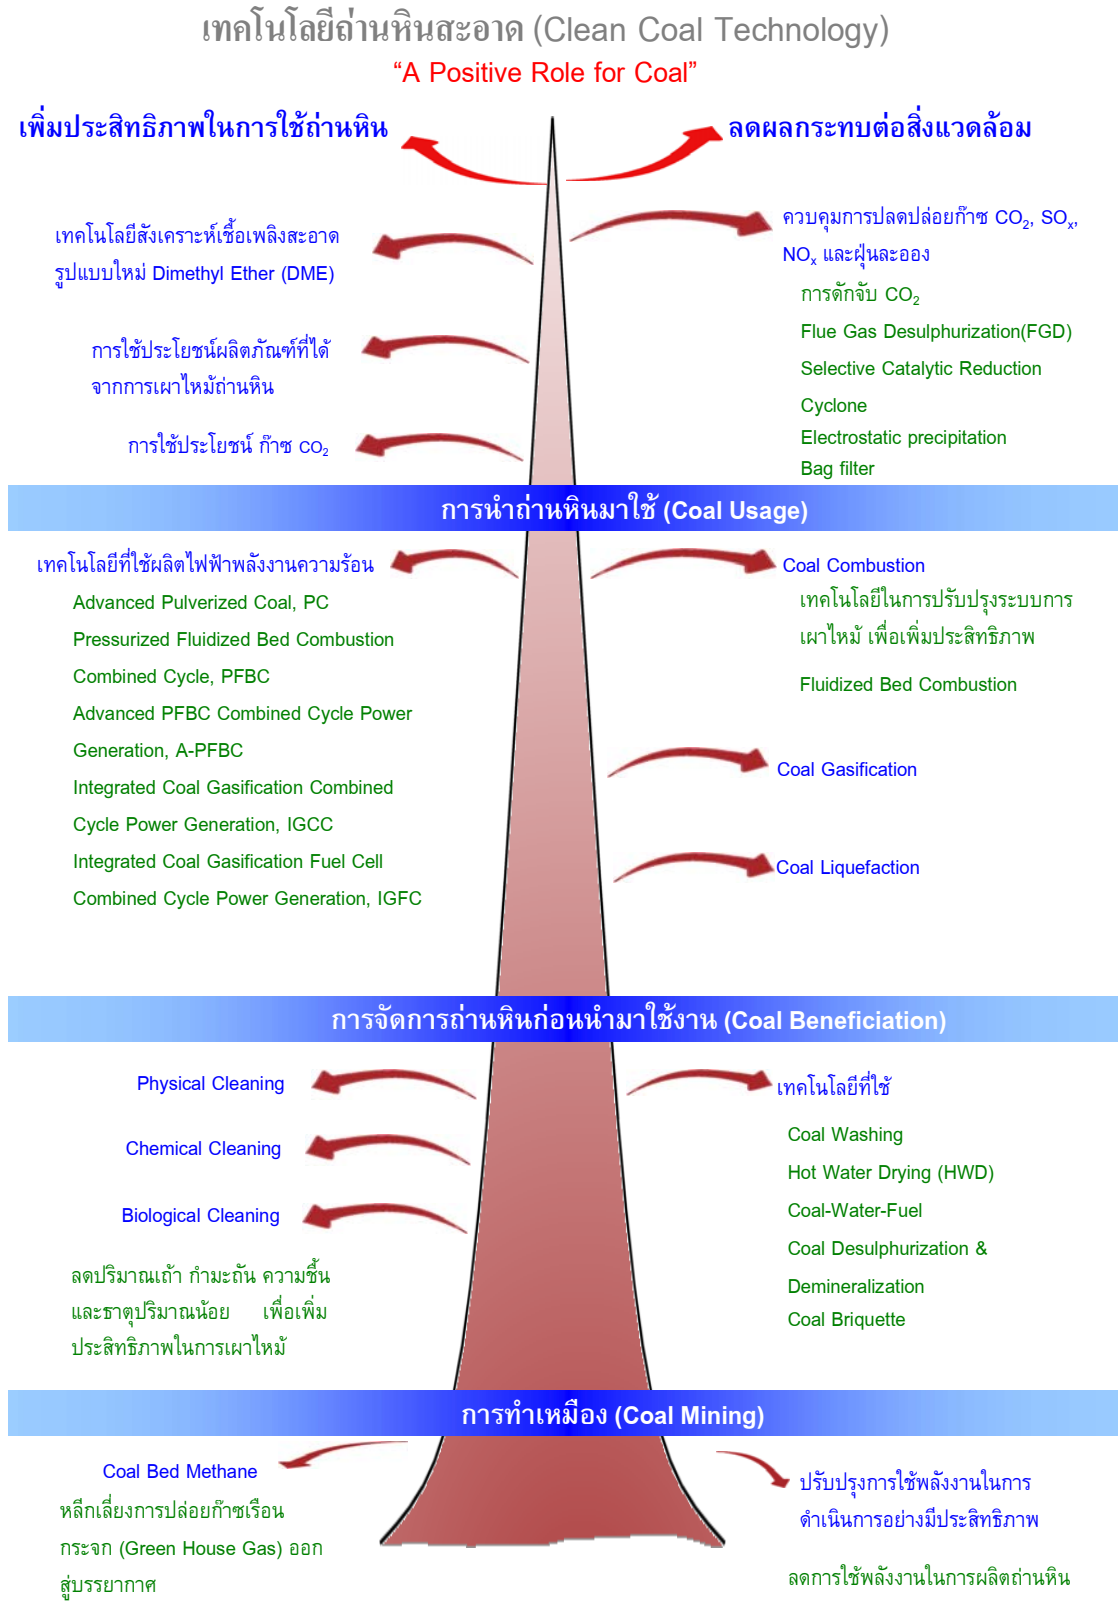 เทคโนโลยีถ่านหินสะอาด (Clean Coal Technology)
“A Positive Role for Coal”
เพิ่มประสิทธิภาพในการใช้ถ่านหิน
ลดผลกระทบต่อสิ่งแวดล้อม
เทคโนโลยีสังเคราะห์เชื้อเพลิงสะอาด
รูปแบบใหม่ Dimethyl Ether (DME)
การใช้ประโยชน์ผลิตภัณฑ์ที่ได้
จากการเผาไหม้ถ่านหิน
การใช้ประโยชน์ ก๊าซ CO₂
ควบคุมการปลดปล่อยก๊าซ CO₂, SOₓ,
NOₓ และฝุ่นละออง
การดักจับ CO₂
Flue Gas Desulphurization(FGD)
Selective Catalytic Reduction
Cyclone
Electrostatic precipitation
Bag filter
การนำถ่านหินมาใช้ (Coal Usage)
เทคโนโลยีที่ใช้ผลิตไฟฟ้าพลังงานความร้อน
Advanced Pulverized Coal, PC
Pressurized Fluidized Bed Combustion
Combined Cycle, PFBC
Advanced PFBC Combined Cycle Power
Generation, A-PFBC
Integrated Coal Gasification Combined
Cycle Power Generation, IGCC
Integrated Coal Gasification Fuel Cell
Combined Cycle Power Generation, IGFC
Coal Combustion
เทคโนโลยีในการปรับปรุงระบบการ
เผาไหม้ เพื่อเพิ่มประสิทธิภาพ
Fluidized Bed Combustion
Coal Gasification
Coal Liquefaction
การจัดการถ่านหินก่อนนำมาใช้งาน (Coal Beneficiation)
Physical Cleaning
Chemical Cleaning
Biological Cleaning
ลดปริมาณเถ้า กำมะถัน ความชื้น
และธาตุปริมาณน้อย เพื่อเพิ่ม
ประสิทธิภาพในการเผาไหม้
เทคโนโลยีที่ใช้
Coal Washing
Hot Water Drying (HWD)
Coal-Water-Fuel
Coal Desulphurization &
Demineralization
Coal Briquette
การทำเหมือง (Coal Mining)
Coal Bed Methane
หลีกเลี่ยงการปล่อยก๊าซเรือน
กระจก (Green House Gas) ออก
สู่บรรยากาศ
ปรับปรุงการใช้พลังงานในการ
ดำเนินการอย่างมีประสิทธิภาพ
ลดการใช้พลังงานในการผลิตถ่านหิน